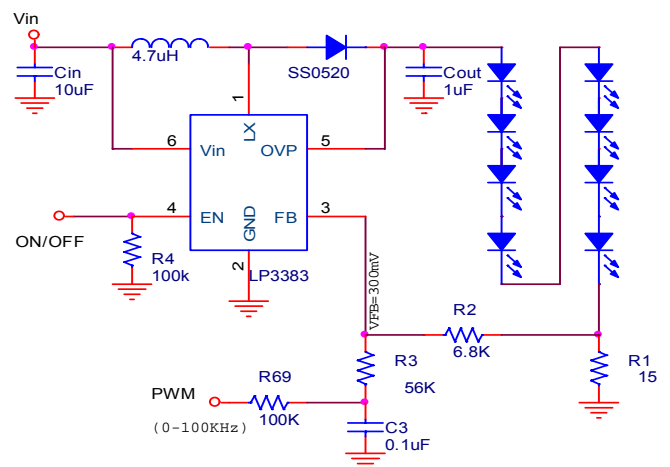 Vin
4.7uH
SS0520
Cin
10uF
Cout
1uF
1
LX
6
Vin
OVP
5
4
EN
GND
FB
3
ON/OFF
R4
100k
2
LP3383
VFB=300mV
R2
6.8K
R3
56K
R1
15
PWM
R69
100K
(0-100KHz)
C3
0.1uF